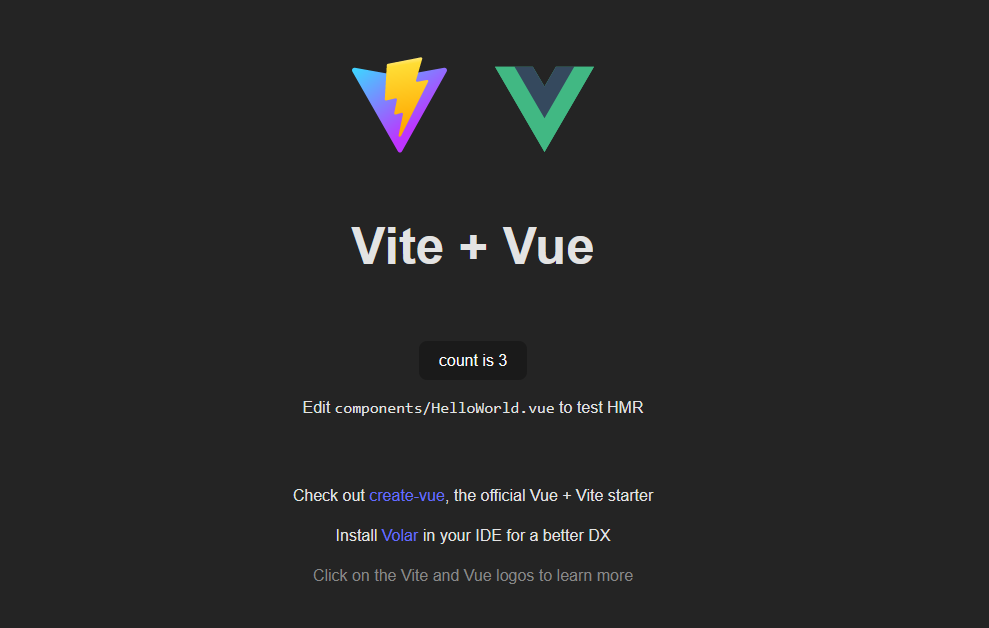 Vite + Vue
count is 3
Edit components/HelloWorld.vue to test HMR
Check out create-vue, the official Vue + Vite starter
Install Volar in your IDE for a better DX
Click on the Vite and Vue logos to learn more